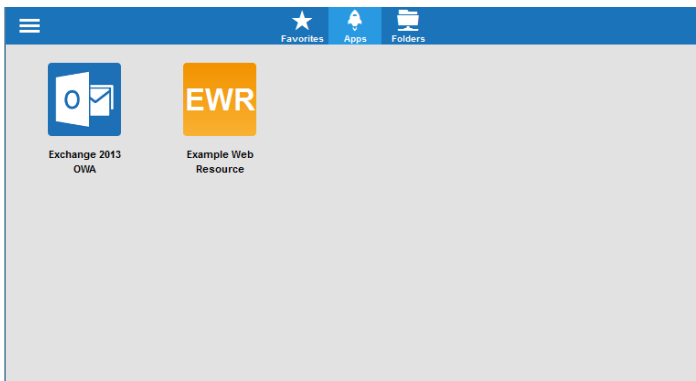 Favorites
Apps
Folders
O
EWR
Exchange 2013
OWA
Example Web
Resource